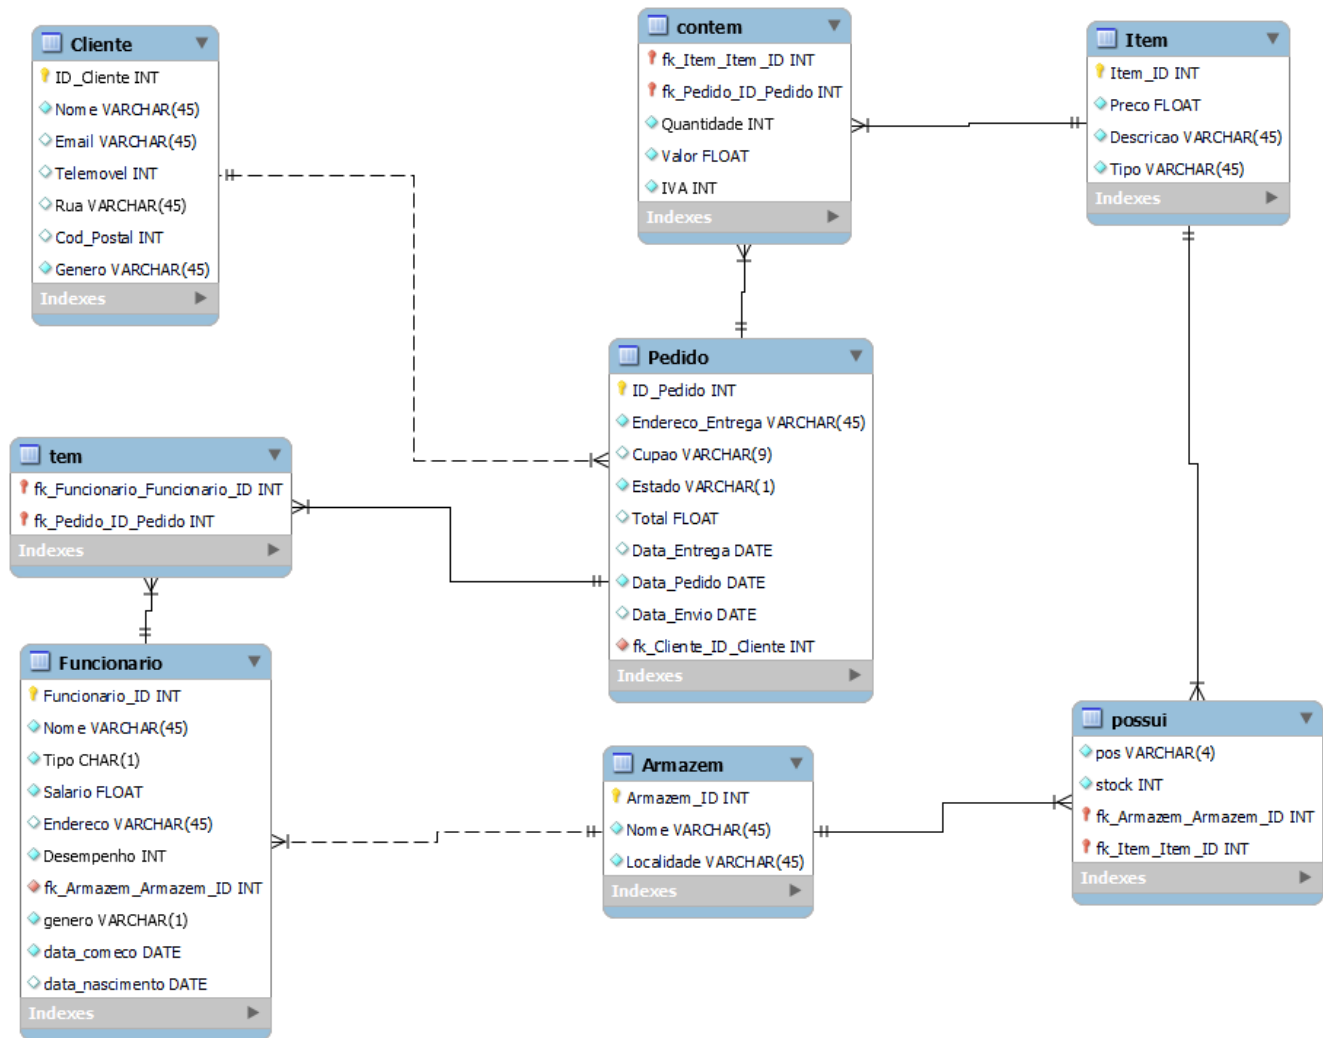 Cliente
ID_Cliente INT
Nome VARCHAR(45)
Email VARCHAR(45)
Telemovel INT
Rua VARCHAR(45)
Cod_Postal INT
Genero VARCHAR(45)
Indexes
contem
fk_Item_Item_ID INT
fk_Pedido_ID_Pedido INT
Quantidade INT
Valor FLOAT
IVA INT
Indexes
Item
Item_ID INT
Preco FLOAT
Descricao VARCHAR(45)
Tipo VARCHAR(45)
Indexes
Pedido
ID_Pedido INT
Endereco_Entrega VARCHAR(45)
Cupao VARCHAR(9)
Estado VARCHAR(1)
Total FLOAT
Data_Entrega DATE
Data_Pedido DATE
Data_Envio DATE
fk_Cliente_ID_Cliente INT
Indexes
tem
fk_Funcionario_Funcionario_ID INT
fk_Pedido_ID_Pedido INT
Indexes
Funcionario
Funcionario_ID INT
Nome VARCHAR(45)
Tipo CHAR(1)
Salario FLOAT
Endereco VARCHAR(45)
Desempenho INT
fk_Armazem_Armazem_ID INT
genero VARCHAR(1)
data_comeco DATE
data_nascimento DATE
Indexes
Armazem
Armazem_ID INT
Nome VARCHAR(45)
Localidade VARCHAR(45)
Indexes
possui
pos VARCHAR(4)
stock INT
fk_Armazem_Armazem_ID INT
fk_Item_Item_ID INT
Indexes